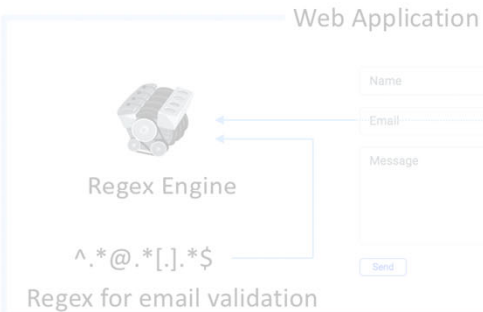 Web Application
Name
Email
Message
Regex Engine
^.*@.*[.].*$
Send
Regex for email validation